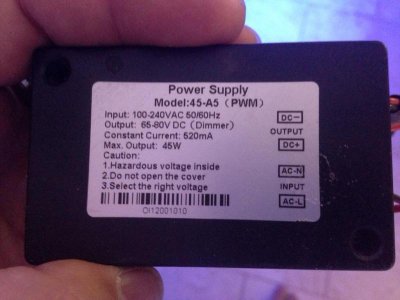 Power Supply
Model:45-A5（PWM）
Input: 100-240VAC 50/60Hz
Output: 65-80V DC（Dimmer）
Constant Current: 520mA
Max. Output: 45W
Caution:
1.Hazardous voltage inside
2.Do not open the cover
3.Select the right voltage
OI12001010
DC−
OUTPUT
DC+
AC-N
INPUT
AC-L